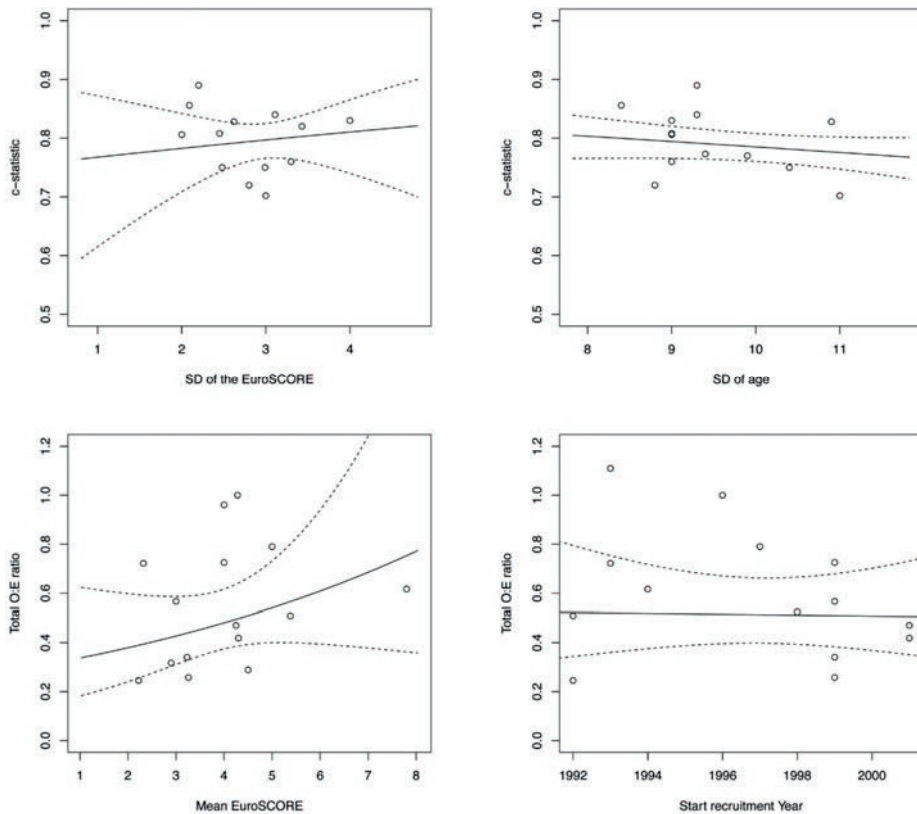 1.0
0.9
0.8
0.7
0.6
0.5
c-statistic
1 2 3 4
SD of the EuroSCORE
1.0
0.9
0.8
0.7
0.6
0.5
c-statistic
8 9 10 11
SD of age
1.2
1.0
0.8
0.6
0.4
0.2
0.0
Total O:E ratio
1 2 3 4 5 6 7 8
Mean EuroSCORE
1.2
1.0
0.8
0.6
0.4
0.2
0.0
Total O:E ratio
1992 1994 1996 1998 2000
Start recruitment Year